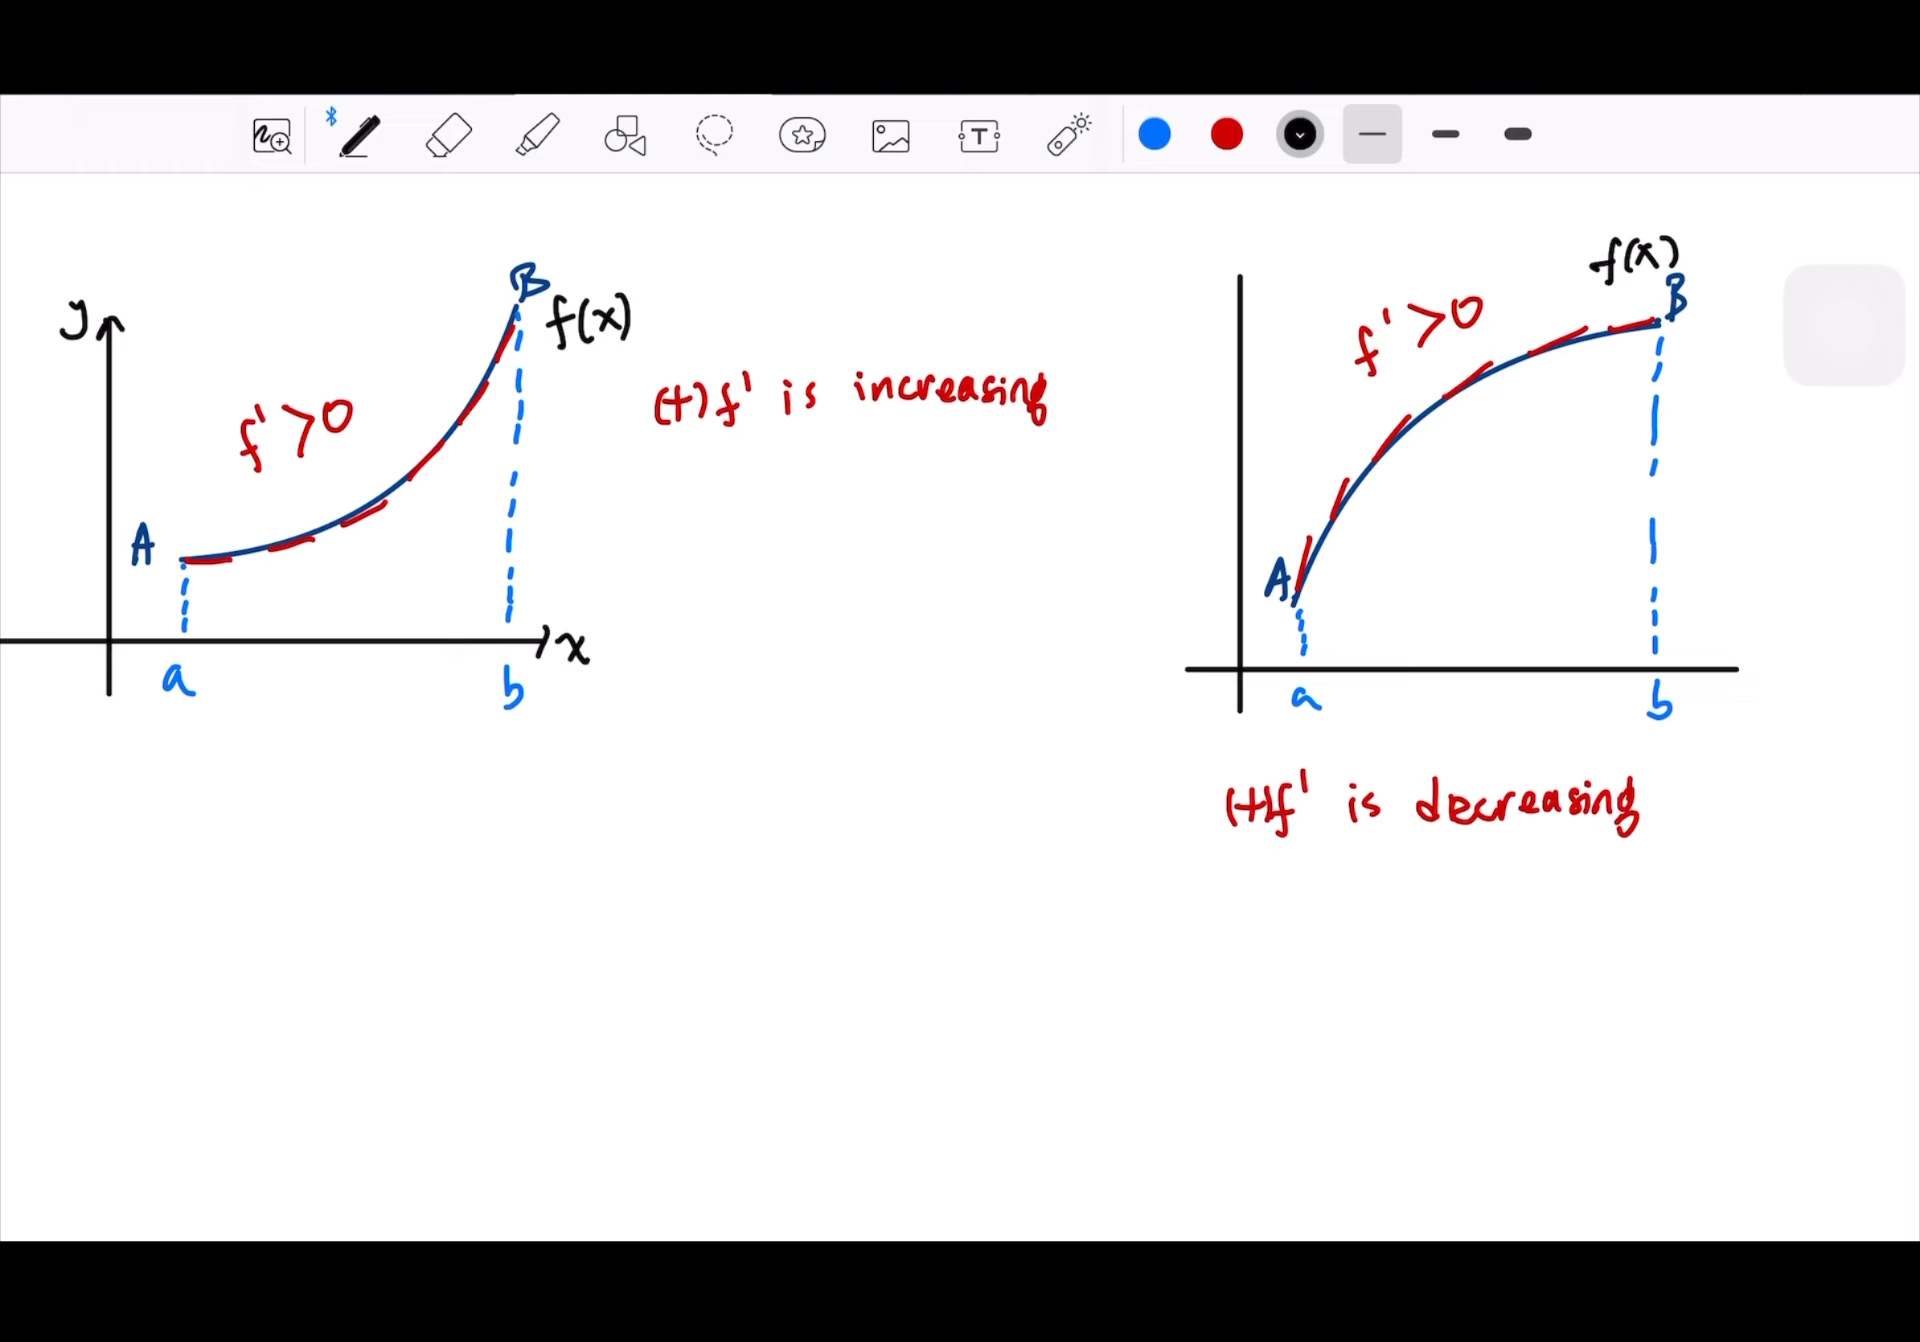 T
B
y
f(x)
f' >0
(+)f' is increasing
A
x
a
b
f(x)
B
f' >0
A
a
b
(+)f' is decreasing